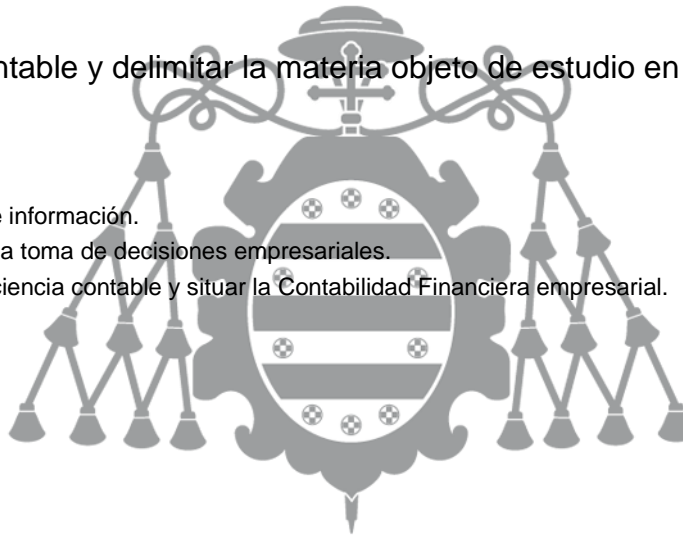 ntable y delimitar la materia objeto de estudio en
e información.
a toma de decisiones empresariales.
ciencia contable y situar la Contabilidad Financiera empresarial.